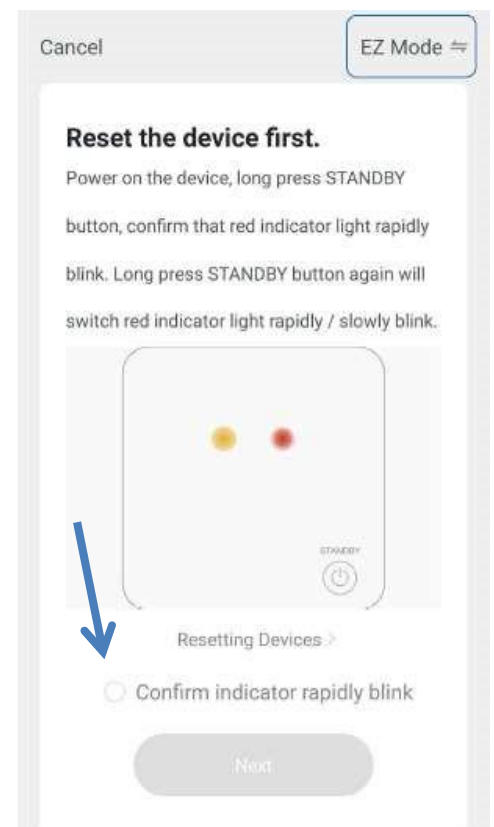 Cancel
EZ Mode ⇋
Reset the device first.
Power on the device, long press STANDBY
button, confirm that red indicator light rapidly
blink. Long press STANDBY button again will
switch red indicator light rapidly / slowly blink.
STANDBY
Resetting Devices >
Confirm indicator rapidly blink
Next